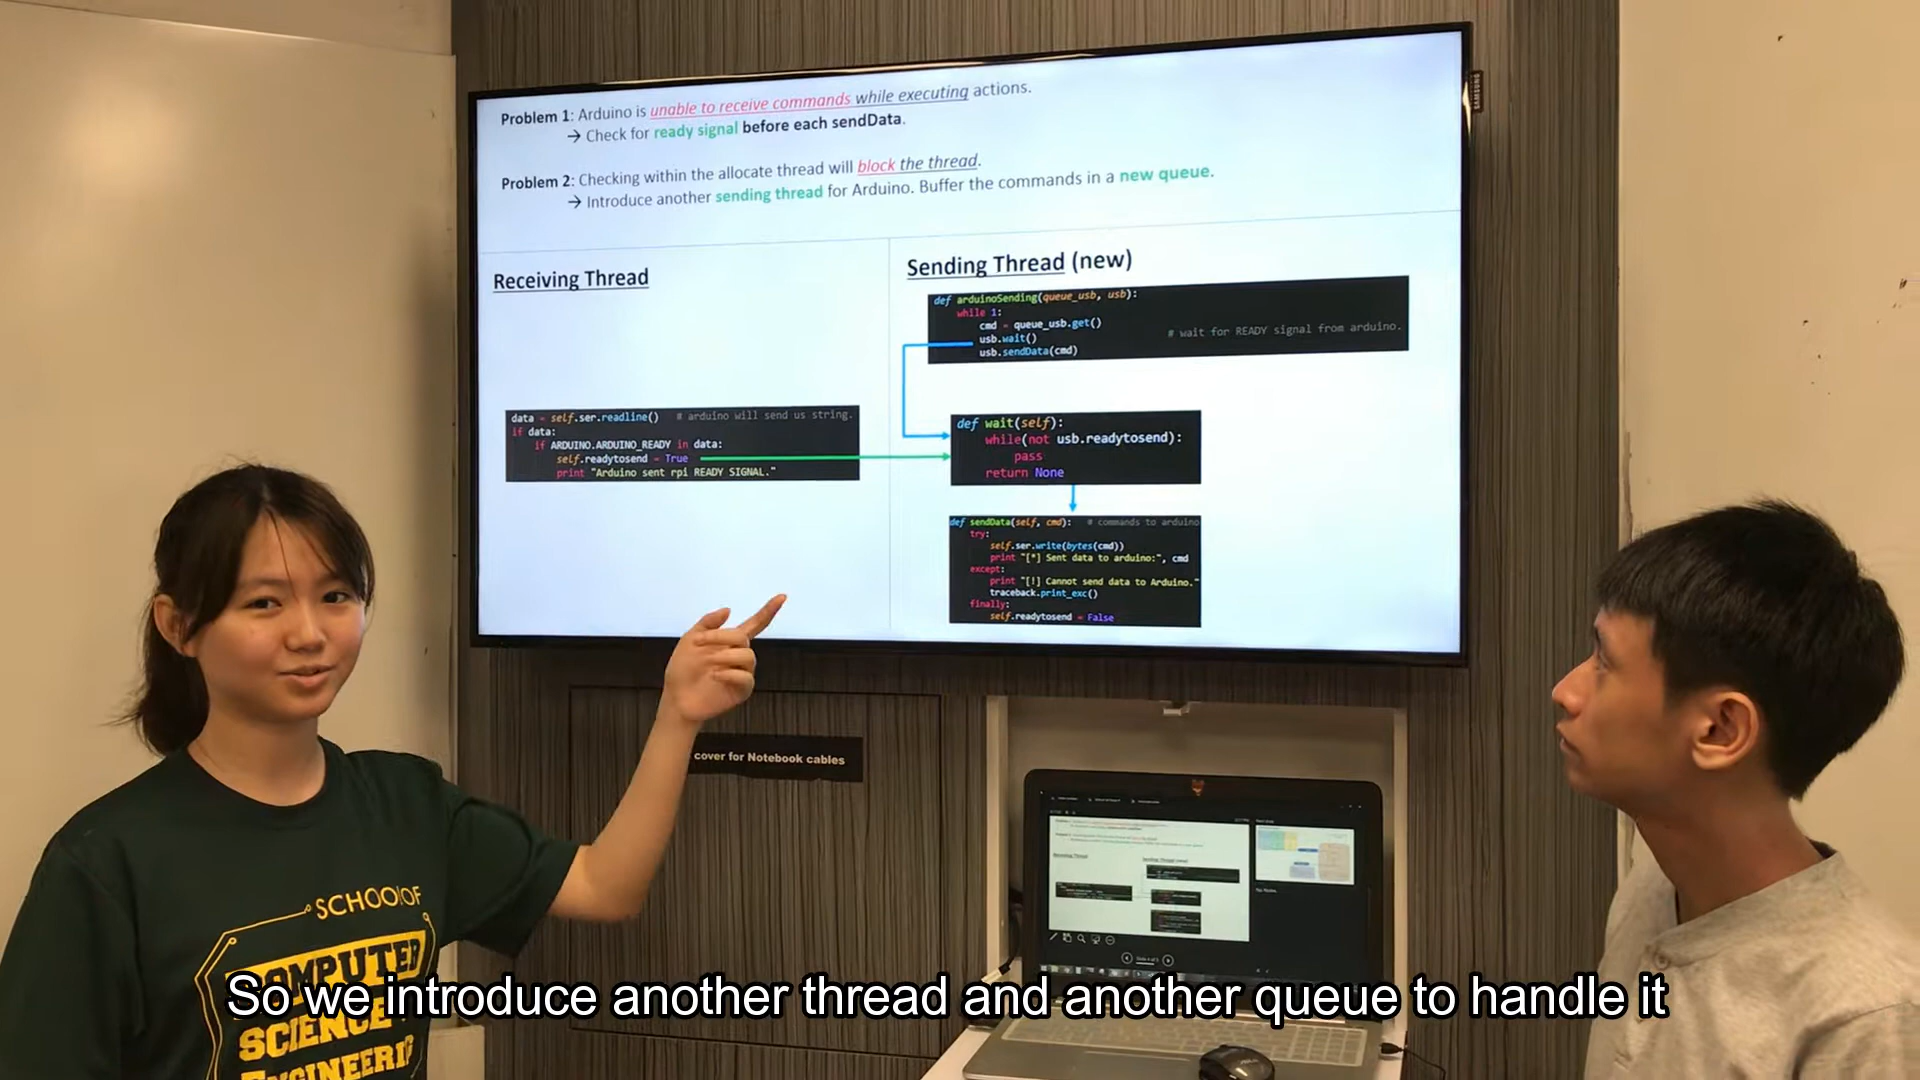 Problem 1: Arduino is unable to receive commands while executing actions.
→ Check for ready signal before each sendData.
Problem 2: Checking within the allocate thread will block the thread.
→ Introduce another sending thread for Arduino. Buffer the commands in a new queue.
Receiving Thread
data = self.ser.readline() # arduino will send us string.
if data:
if ARDUINO.ARDUINO_READY in data:
self.readytosend = True
print "Arduino sent rpi READY SIGNAL."
Sending Thread (new)
def arduinoSending(queue_usb, usb):
while 1:
cmd = queue_usb.get()
usb.wait() # wait for READY signal from arduino.
usb.sendData(cmd)
def wait(self):
while(not usb.readytosend):
pass
return None
def sendData(self, cmd): # commands to arduino
try:
self.ser.write(bytes(cmd))
print "[*] Sent data to arduino:", cmd
except:
print "[!] Cannot send data to Arduino."
traceback.print_exc()
finally:
self.readytosend = False
SAMSUNG
cover for Notebook cables
SCHOOL OF
COMPUTER
SCIENCE
ENGINEERI
So we introduce another thread and another queue to handle it